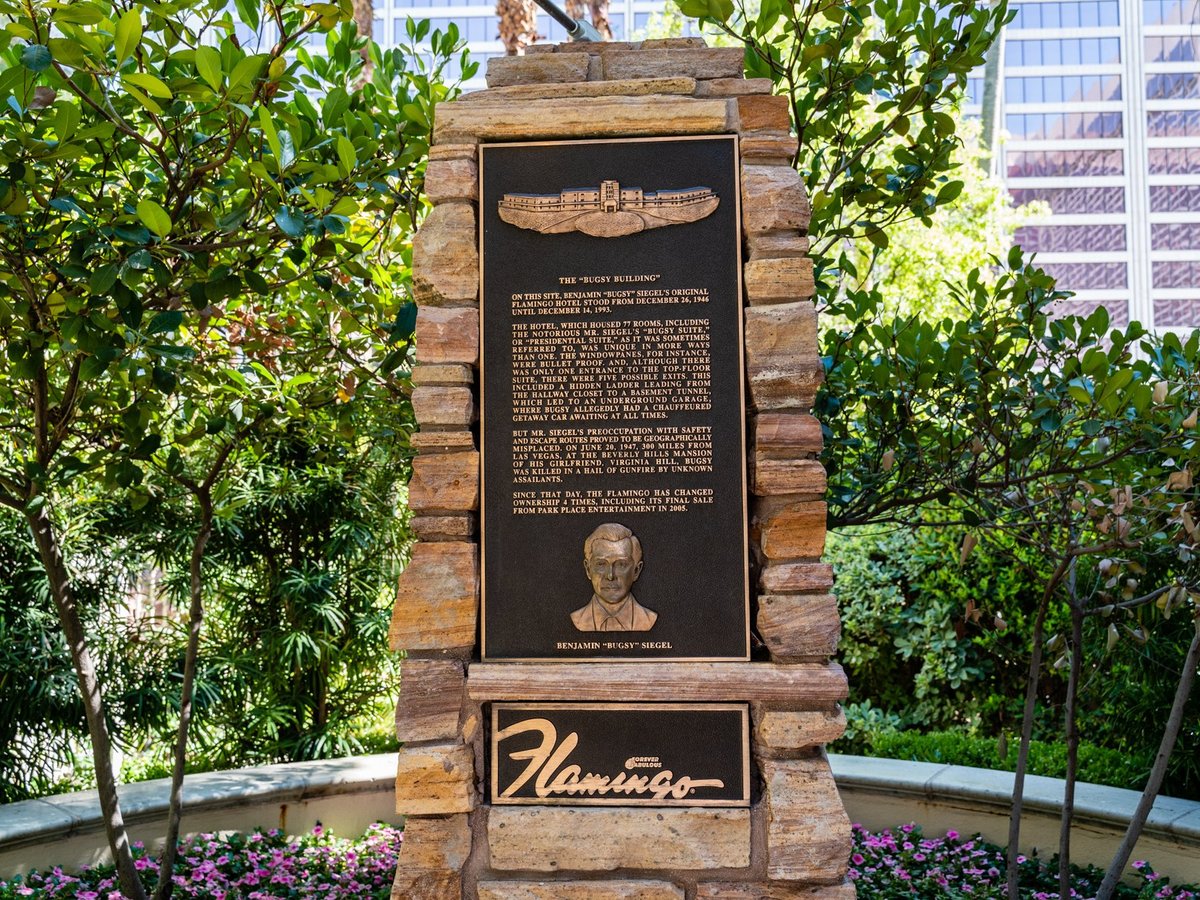 THE "BUGSY BUILDING"
ON THIS SITE, BENJAMIN "BUGSY" SIEGEL'S ORIGINAL
FLAMINGO HOTEL STOOD FROM DECEMBER 26, 1946
UNTIL DECEMBER 14, 1993.
THE HOTEL, WHICH HOUSED 77 ROOMS, INCLUDING
THE NOTORIOUS MR. SIEGEL'S "BUGSY SUITE,"
OR "PRESIDENTIAL SUITE," AS IT WAS SOMETIMES
REFERRED TO, WAS UNIQUE IN MORE WAYS
THAN ONE. THE WINDOWPANES, FOR INSTANCE,
WERE BULLET PROOF. AND, ALTHOUGH THERE
WAS ONLY ONE ENTRANCE TO THE TOP-FLOOR
SUITE, THERE WERE FIVE POSSIBLE EXITS. THIS
INCLUDED A HIDDEN LADDER LEADING FROM
THE HALLWAY CLOSET TO A BASEMENT TUNNEL,
WHICH LED TO AN UNDERGROUND GARAGE,
WHERE BUGSY ALLEGEDLY HAD A CHAUFFEURED
GETAWAY CAR AWAITING AT ALL TIMES.
BUT MR. SIEGEL'S PREOCCUPATION WITH SAFETY
AND ESCAPE ROUTES PROVED TO BE GEOGRAPHICALLY
MISPLACED. ON JUNE 20, 1947, 300 MILES FROM
LAS VEGAS, AT THE BEVERLY HILLS MANSION
OF HIS GIRLFRIEND, VIRGINIA HILL, BUGSY
WAS KILLED IN A HAIL OF GUNFIRE BY UNKNOWN
ASSAILANTS.
SINCE THAT DAY, THE FLAMINGO HAS CHANGED
OWNERSHIP 4 TIMES, INCLUDING ITS FINAL SALE
FROM PARK PLACE ENTERTAINMENT IN 2005.
BENJAMIN "BUGSY" SIEGEL
FOREVER
FABULOUS
Flamingo